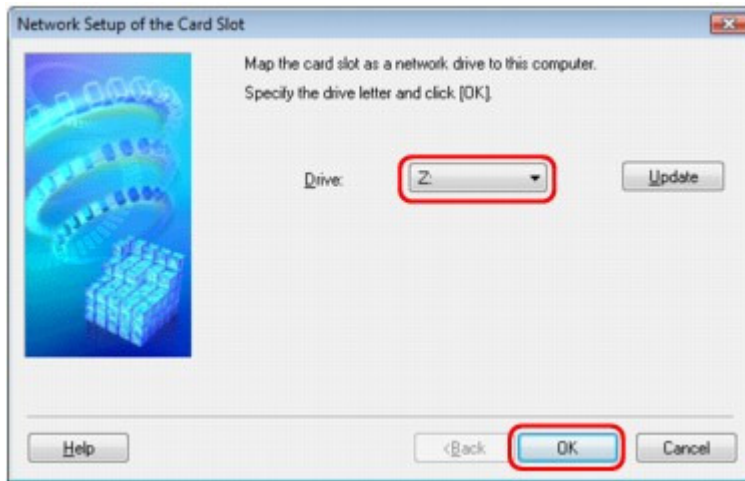 Network Setup of the Card Slot
Map the card slot as a network drive to this computer.
Specify the drive letter and click [OK].
Drive: Z: Update
Help <Back OK Cancel